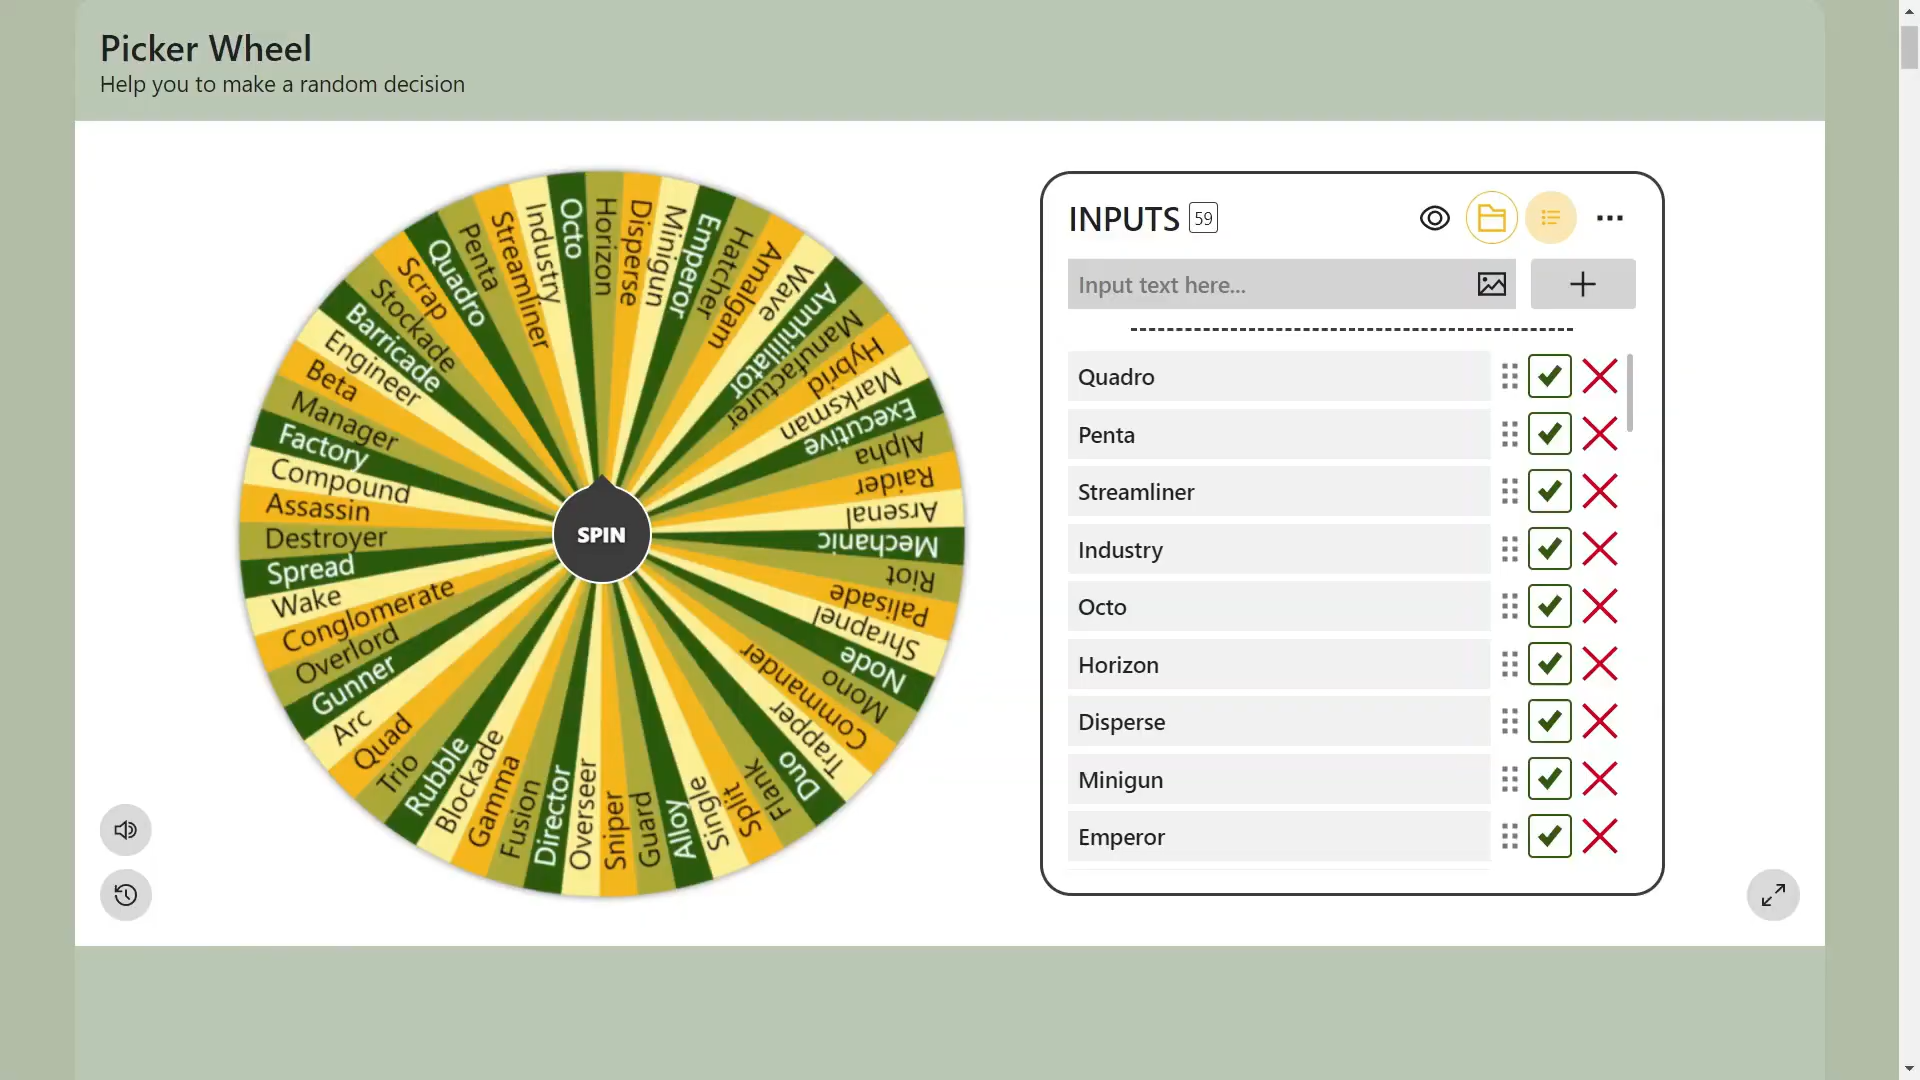 Picker Wheel
Help you to make a random decision
Octo
Horizon
Disperse
Minigun
Emperor
Hatcher
Amalgam
Wave
Annhililator
Manufacturer
Hybrid
Marksman
Executive
Alpha
Raider
Arsenal
Mechanic
Riot
Palisade
Shrapnel
Node
Mono
Commander
Trapper
Duo
Flank
Split
Single
Alloy
Guard
Sniper
Overseer
Director
Fusion
Gamma
Blockade
Rubble
Trio
Quad
Arc
Gunner
Overlord
Conglomerate
Wake
Spread
Destroyer
Assassin
Compound
Factory
Manager
Beta
Engineer
Barricade
Stockade
Scrap
Quadro
Penta
Streamliner
Industry
SPIN
INPUTS 59
Input text here...
Quadro
Penta
Streamliner
Industry
Octo
Horizon
Disperse
Minigun
Emperor